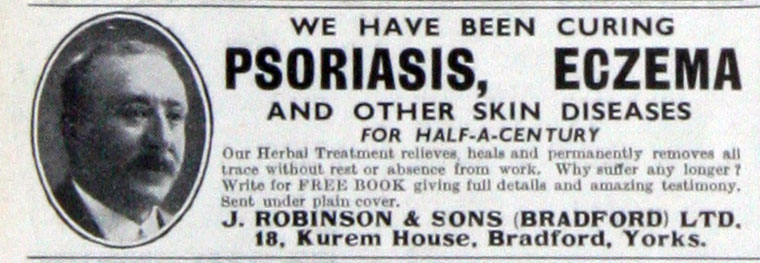 WE HAVE BEEN CURING
PSORIASIS, ECZEMA
AND OTHER SKIN DISEASES
FOR HALF-A-CENTURY
Our Herbal Treatment relieves, heals and permanently removes all
trace without rest or absence from work. Why suffer any longer?
Write for FREE BOOK giving full details and amazing testimony.
Sent under plain cover.
J. ROBINSON & SONS (BRADFORD) LTD.
18, Kurem House, Bradford, Yorks.